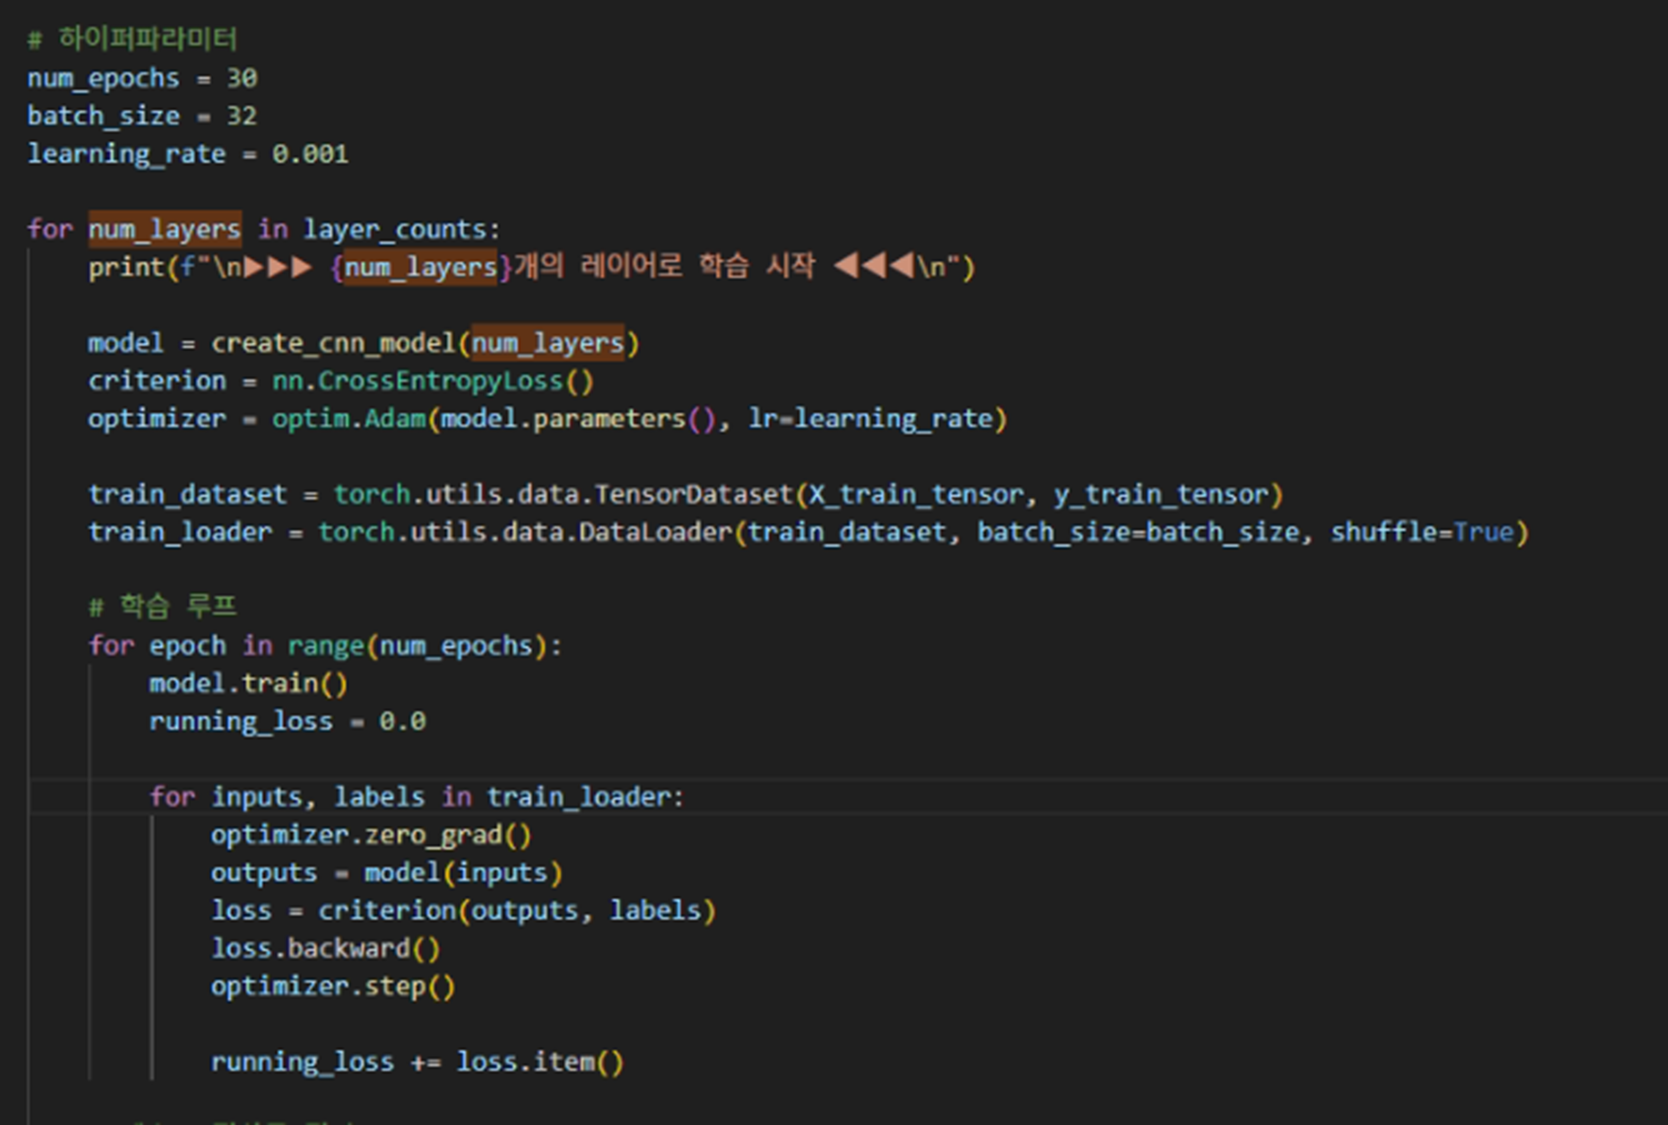 # 하이퍼파라미터
num_epochs = 30
batch_size = 32
learning_rate = 0.001
for num_layers in layer_counts:
print(f"\n▶▶▶ {num_layers}개의 레이어로 학습 시작 ◀◀◀\n")
model = create_cnn_model(num_layers)
criterion = nn.CrossEntropyLoss()
optimizer = optim.Adam(model.parameters(), lr=learning_rate)
train_dataset = torch.utils.data.TensorDataset(X_train_tensor, y_train_tensor)
train_loader = torch.utils.data.DataLoader(train_dataset, batch_size=batch_size, shuffle=True)
# 학습 루프
for epoch in range(num_epochs):
model.train()
running_loss = 0.0
for inputs, labels in train_loader:
optimizer.zero_grad()
outputs = model(inputs)
loss = criterion(outputs, labels)
loss.backward()
optimizer.step()
running_loss += loss.item()